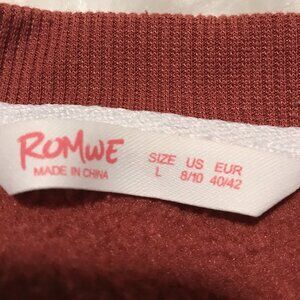 ROMWE
MADE IN CHINA
SIZE US EUR
L 8/10 40/42